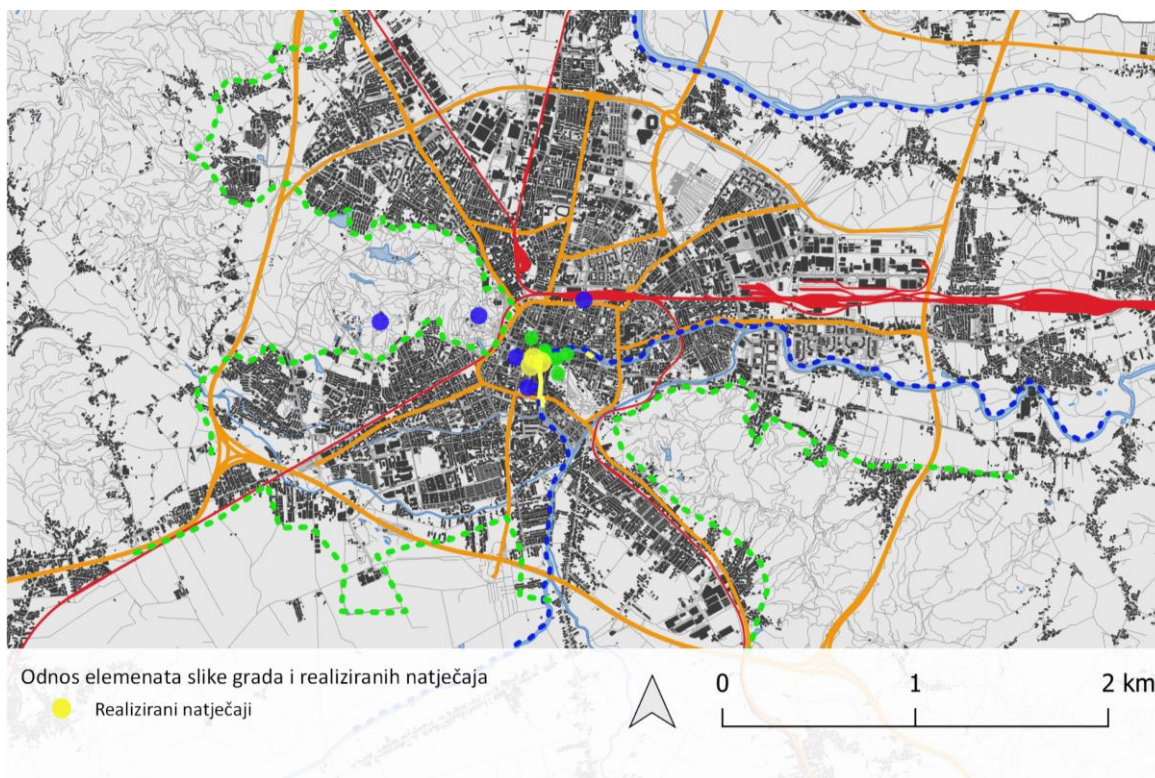 Odnos elemenata slike grada i realiziranih natječaja
Realizirani natječaji
0 1 2 km